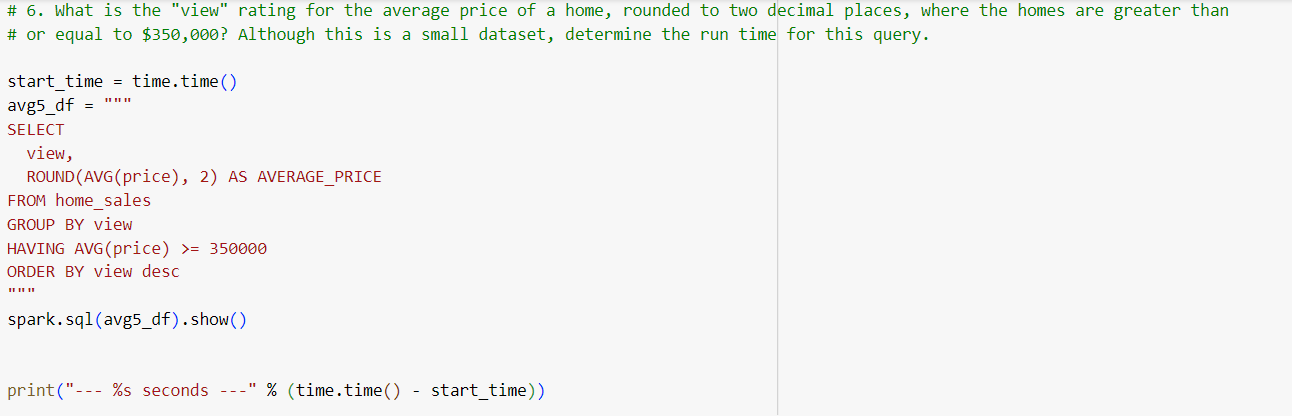 # 6. What is the "view" rating for the average price of a home, rounded to two decimal places, where the homes are greater than
# or equal to $350,000? Although this is a small dataset, determine the run time for this query.
start_time = time.time()
avg5_df = """
SELECT
  view,
  ROUND(AVG(price), 2) AS AVERAGE_PRICE
FROM home_sales
GROUP BY view
HAVING AVG(price) >= 350000
ORDER BY view desc
"""
spark.sql(avg5_df).show()
print("--- %s seconds ---" % (time.time() - start_time))